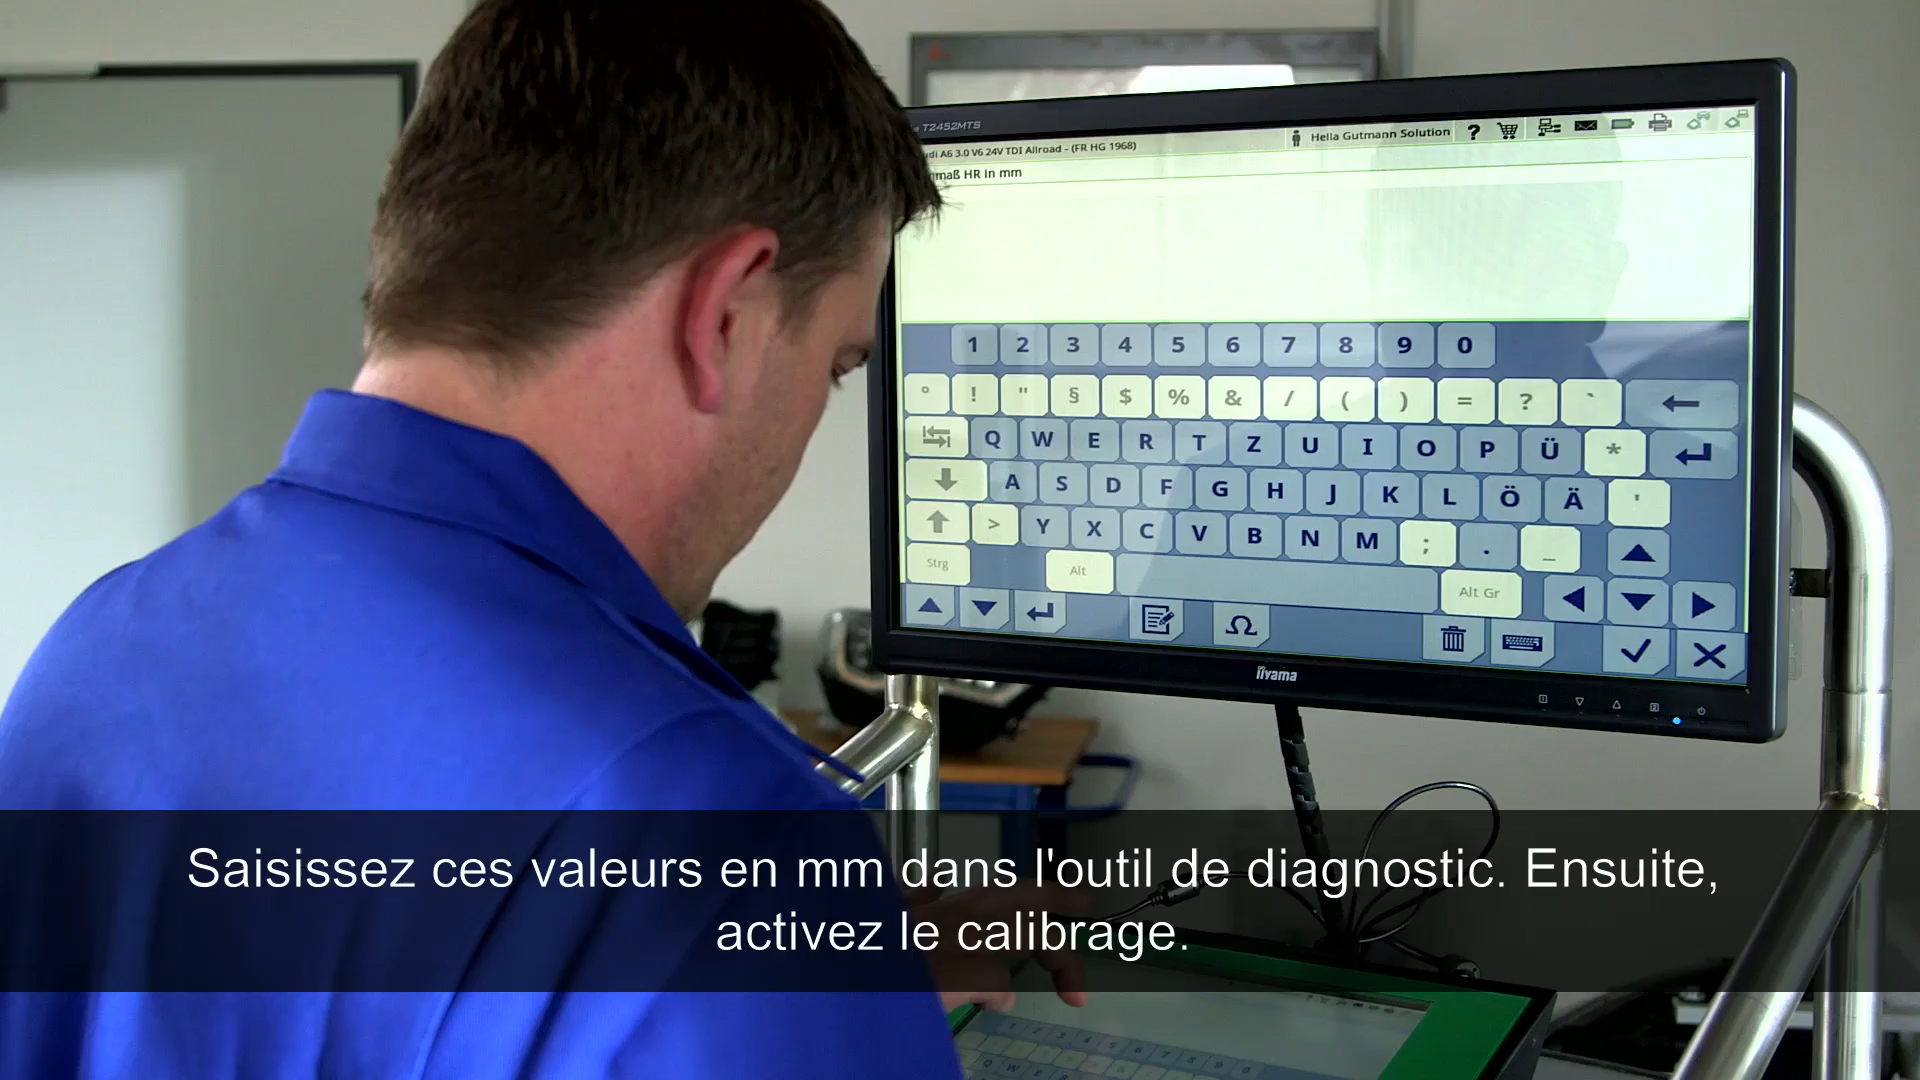 T2452MTS
Hella Gutmann Solution
A6 3.0 V6 24V TDI Allroad - (FR HG 1968)
HR in mm
1 2 3 4 5 6 7 8 9 0
° ! " § $ % & / ( ) = ? `
Q W E R T Z U I O P Ü *
A S D F G H J K L Ö Ä '
> Y X C V B N M ; . _
Strg Alt Alt Gr
Ω
iiyama
Saisissez ces valeurs en mm dans l'outil de diagnostic. Ensuite,
activez le calibrage.